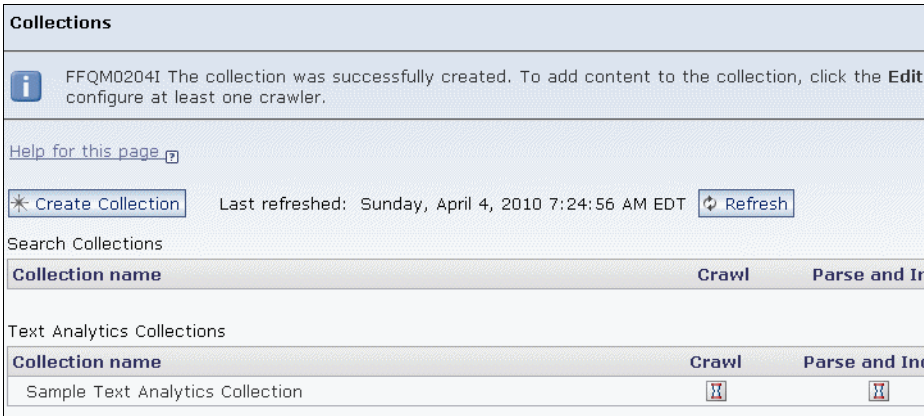 Collections
FFQM0204I The collection was successfully created. To add content to the collection, click the Edit
configure at least one crawler.
Help for this page
Create Collection Last refreshed: Sunday, April 4, 2010 7:24:56 AM EDT Refresh
Search Collections
Collection name Crawl Parse and In
Text Analytics Collections
Collection name Crawl Parse and Ind
Sample Text Analytics Collection